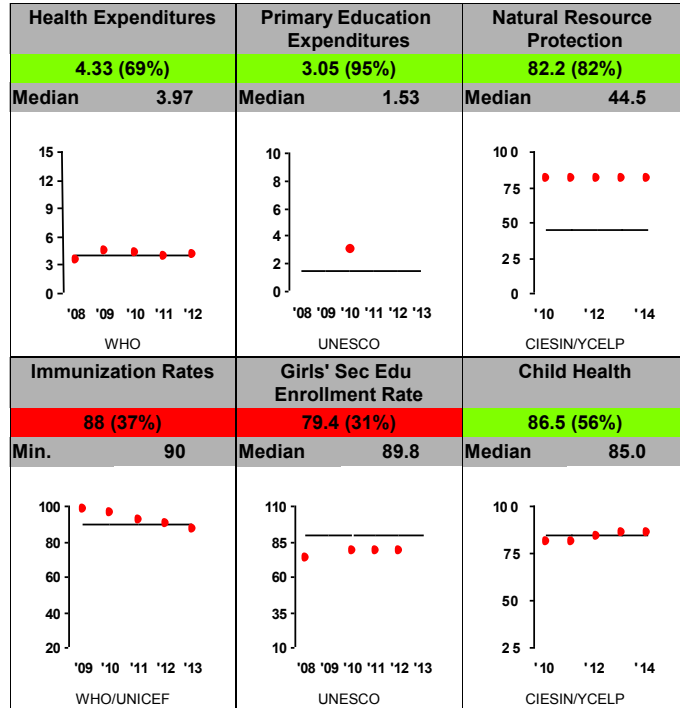 Health Expenditures
4.33 (69%)
Median 3.97
15
12
9
6
3
0
'08 '09 '10 '11 '12
WHO
Primary Education
Expenditures
3.05 (95%)
Median 1.53
10
8
6
4
2
0
'08 '09 '10 '11 '12 '13
UNESCO
Natural Resource
Protection
82.2 (82%)
Median 44.5
100
75
50
25
0
'10 '12 '14
CIESIN/YCELP
Immunization Rates
88 (37%)
Min. 90
100
80
60
40
20
'09 '10 '11 '12 '13
WHO/UNICEF
Girls' Sec Edu
Enrollment Rate
79.4 (31%)
Median 89.8
110
85
60
35
10
'08 '09 '10 '11 '12 '13
UNESCO
Child Health
86.5 (56%)
Median 85.0
100
75
50
25
'10 '12 '14
CIESIN/YCELP